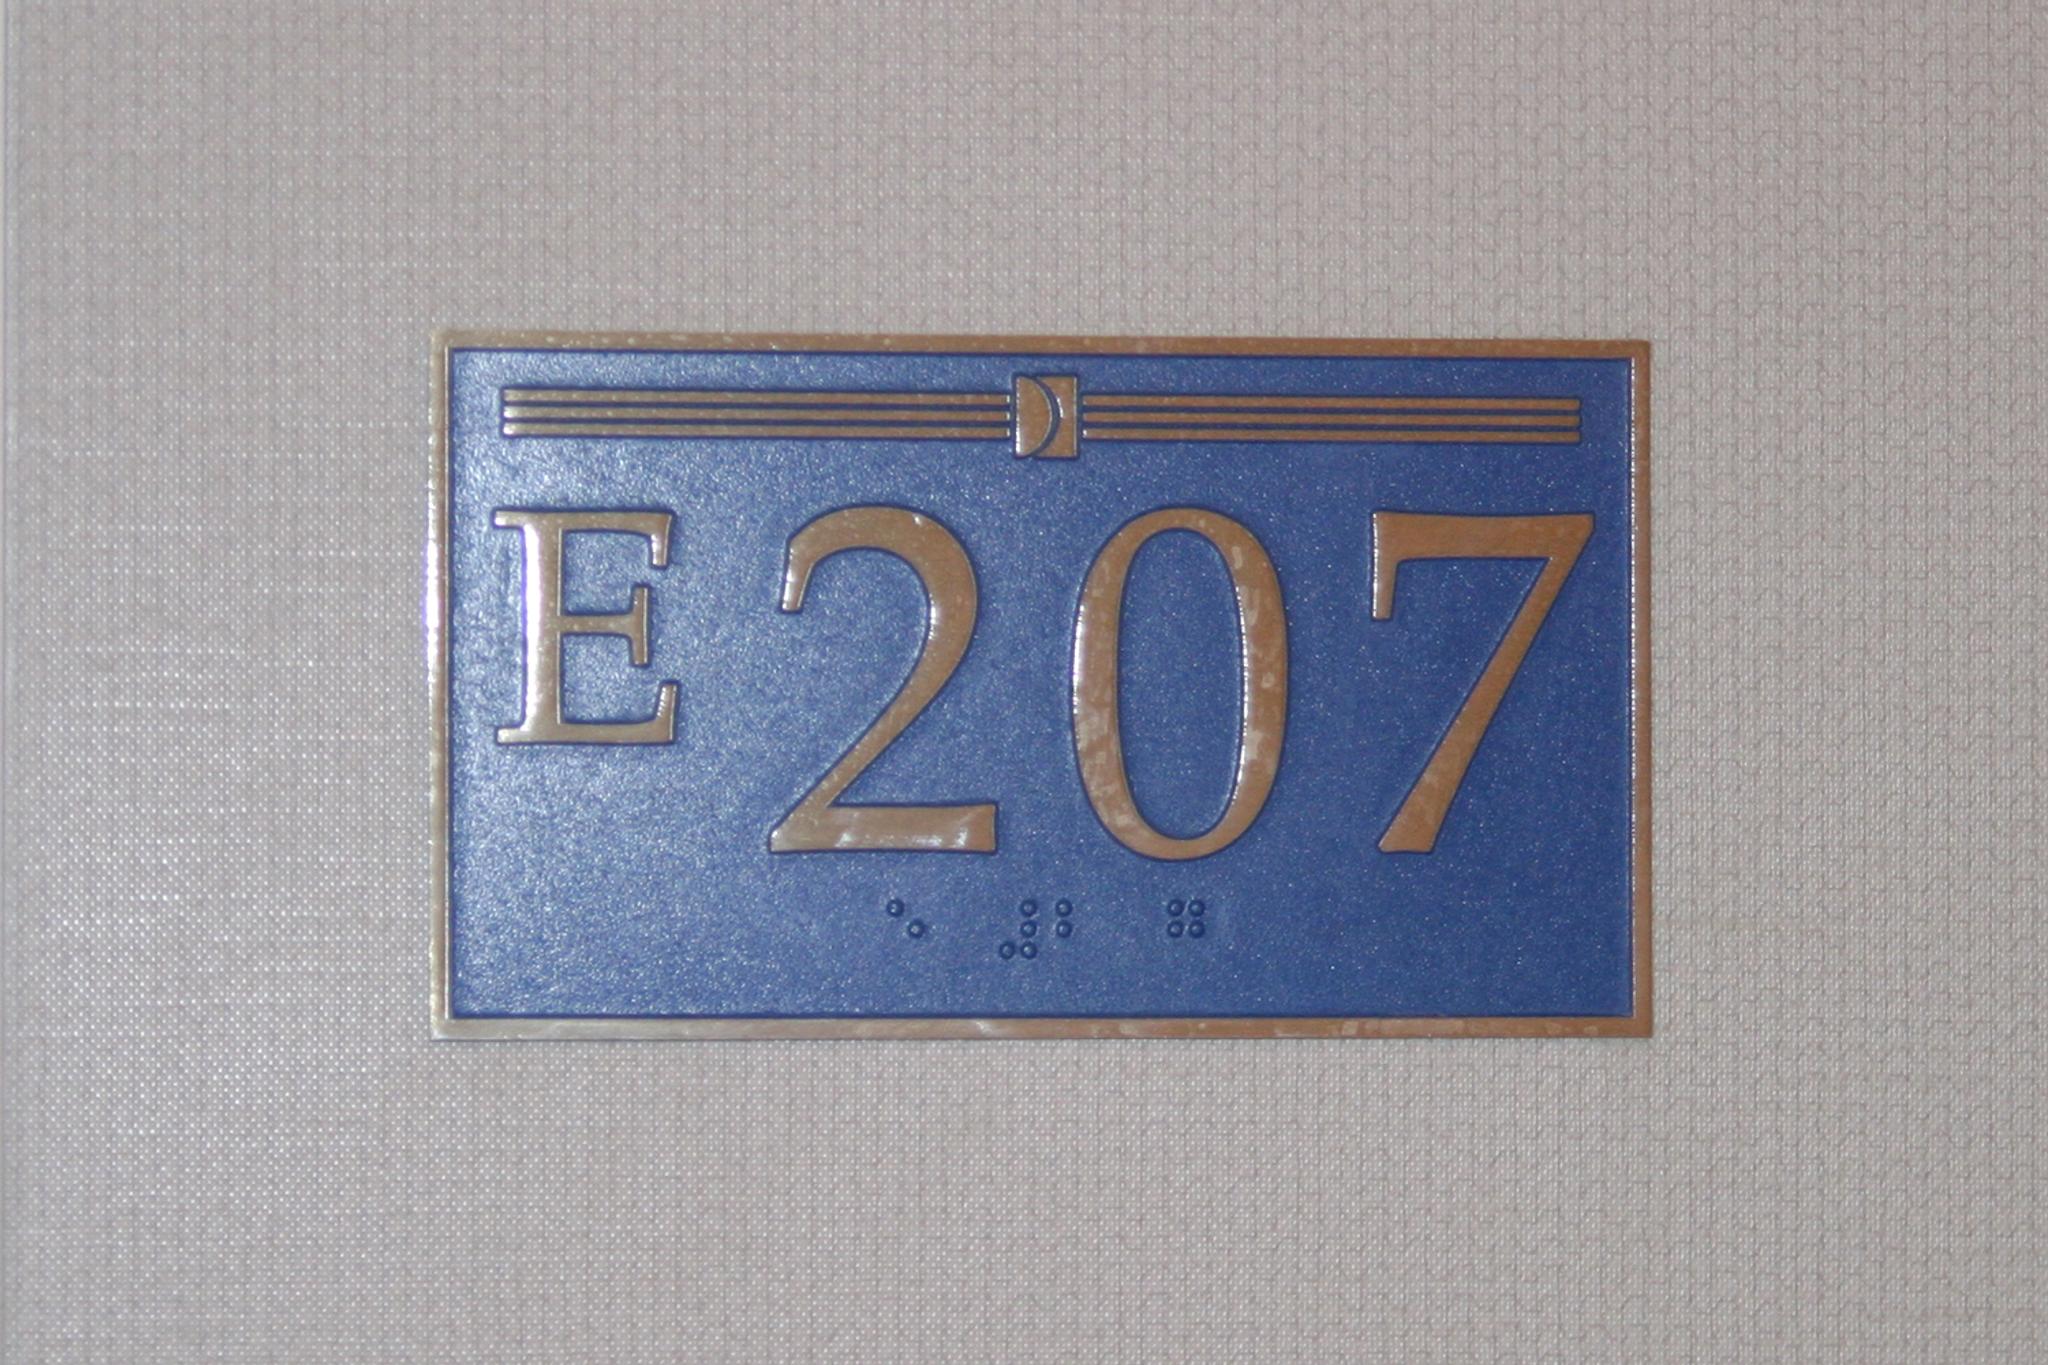 E 207
⠑ ⠼⠃ ⠛